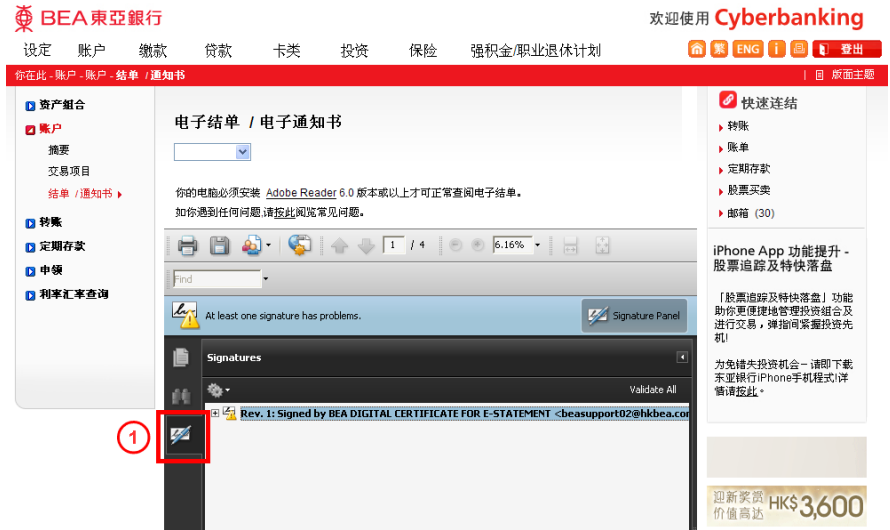 BEA東亞銀行
欢迎使用 Cyberbanking
设定 账户 缴款 贷款 卡类 投资 保险 强积金/职业退休计划
繁 ENG i 登出
你在此 - 账户 - 账户 - 结单 /通知书
版面主题
资产组合
账户
摘要
交易项目
结单 /通知书
转账
定期存款
申领
利率汇率查询
电子结单 / 电子通知书
你的电脑必须安装 Adobe Reader 6.0 版本或以上才可正常查阅电子结单。
如你遇到任何问题,请按此阅览常见问题。
1 / 4 6.16%
Find
At least one signature has problems.
Signature Panel
Signatures
Validate All
Rev. 1: Signed by BEA DIGITAL CERTIFICATE FOR E-STATEMENT <beasupport02@hkbea.cor
1
快速连结
转账
账单
定期存款
股票买卖
邮箱 (30)
iPhone App 功能提升 -
股票追踪及特快落盘
「股票追踪及特快落盘」功能
助你更便捷地管理投资组合及
进行交易，弹指间紧握投资先
机!
为免错失投资机会 – 请即下载
东亚银行iPhone手机程式!详
情请按此。
迎新奖赏
价值高达 HK$3,600